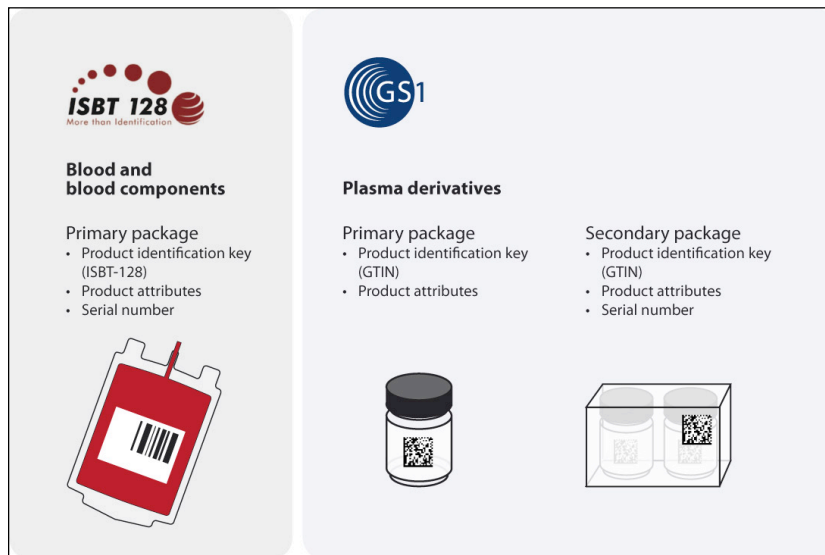 ISBT 128
More than Identification
Blood and
blood components
Primary package
• Product identification key
(ISBT-128)
• Product attributes
• Serial number
GS1
Plasma derivatives
Primary package
• Product identification key
(GTIN)
• Product attributes
Secondary package
• Product identification key
(GTIN)
• Product attributes
• Serial number